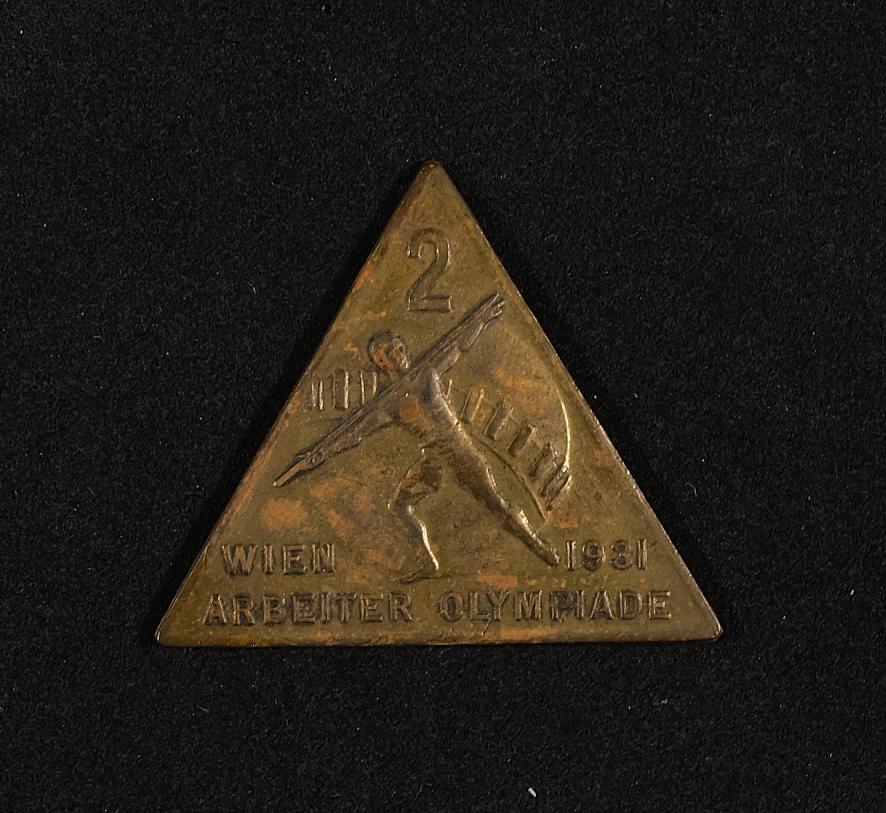 2
WIEN 1931
ARBEITER OLYMPIADE